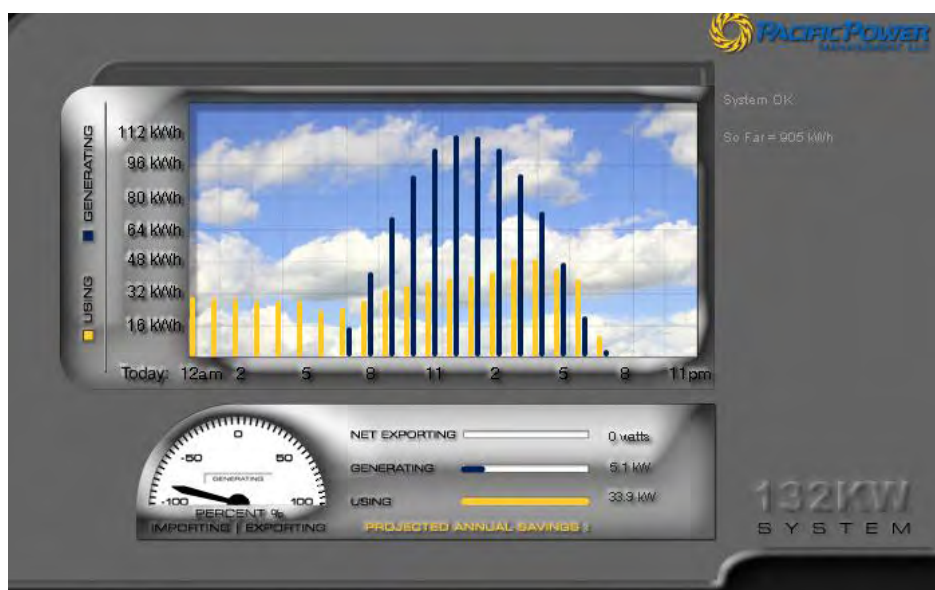 PACIFIC POWER
MANAGEMENT LLC
System OK
So Far = 905 kWh
GENERATING
USING
112 kWh
96 kWh
80 kWh
64 kWh
48 kWh
32 kWh
16 kWh
Today: 12am 2 5 8 11 2 5 8 11pm
NET EXPORTING 0 watts
GENERATING 5.1 kW
USING 33.9 kW
PROJECTED ANNUAL SAVINGS :
0
-50 50
GENERATING
-100 100
PERCENT %
IMPORTING | EXPORTING
132KW
SYSTEM